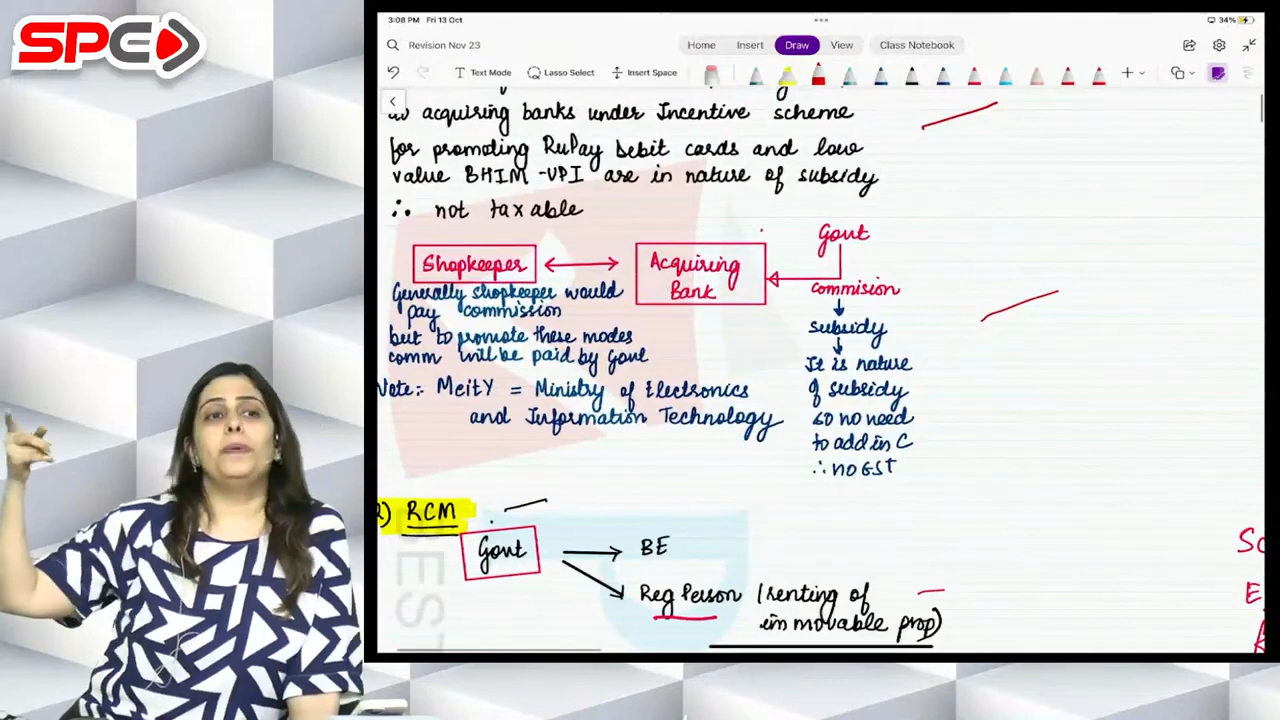 SPE
3:08 PM Fri 13 Oct
34%
Revision Nov 23
Home Insert Draw View Class Notebook
Text Mode Lasso Select Insert Space
acquiring banks under Incentive scheme
for promoting RuPay Debit cards and low
value BHIM-UPI are in nature of subsidy
∴ not taxable
Govt
Shopkeeper
Acquiring
Bank
commision
Generally shopkeeper would
pay commission
but to promote these modes
comm will be paid by Govt
subsidy
It is nature
of subsidy
so no need
to add in C
∴ no GST
Note:- MeitY = Ministry of Electronics
and Information Technology
2) RCM
Govt
BE
Reg Person (renting of
immovable prop)
BEST